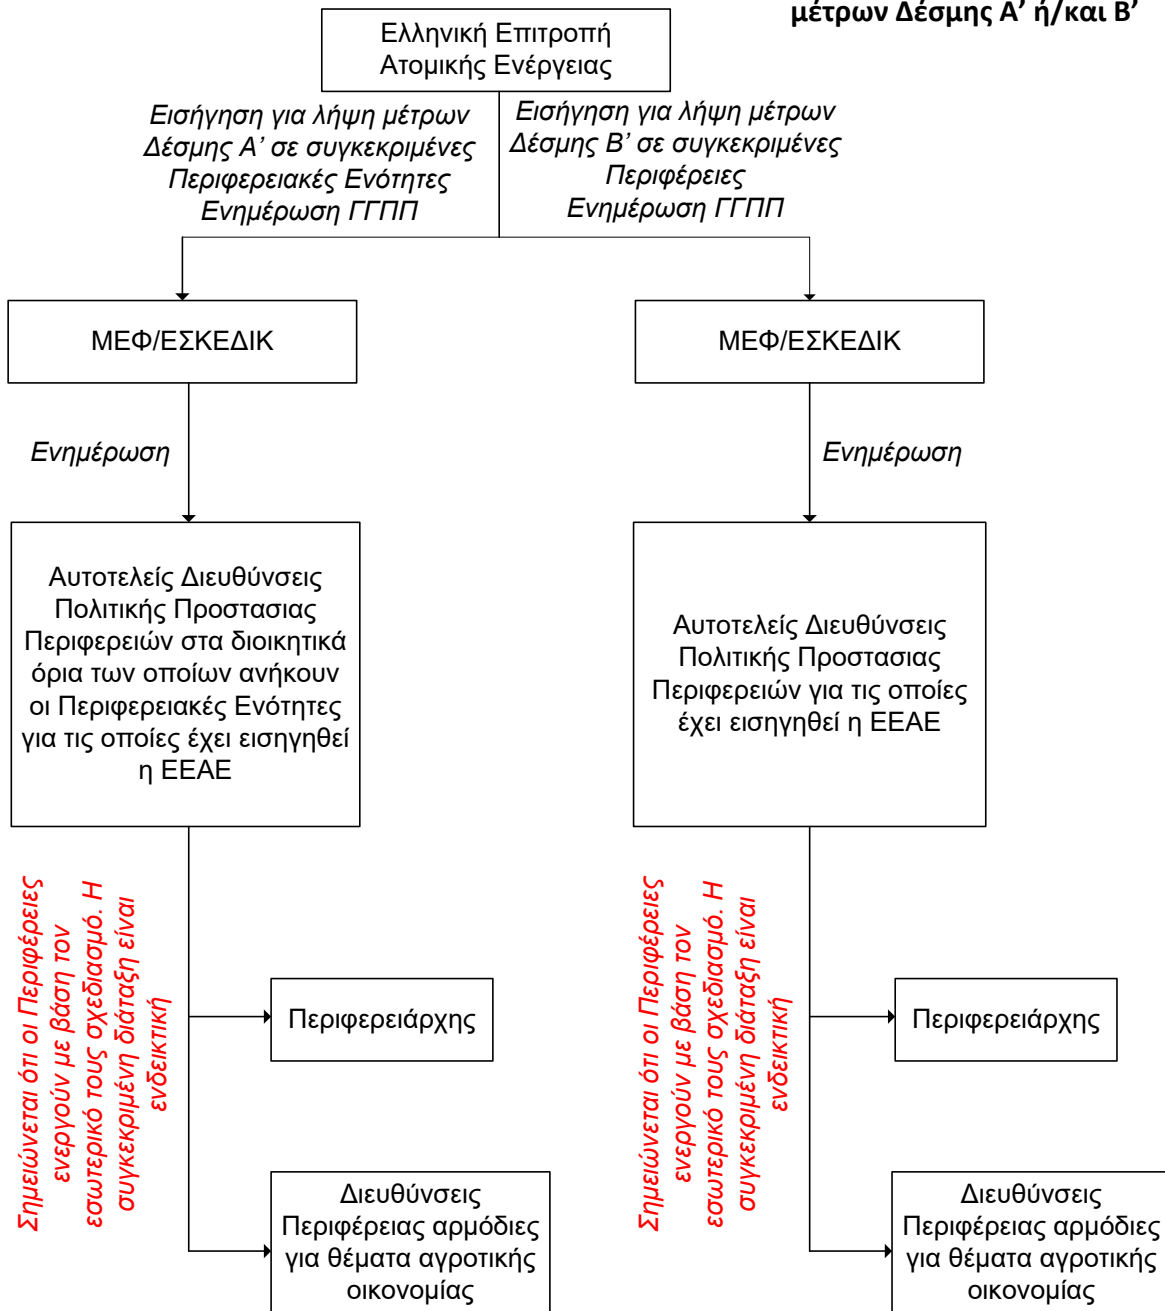 μέτρων Δέσμης Α’ ή/και Β’
Ελληνική Επιτροπή
Ατομικής Ενέργειας
Εισήγηση για λήψη μέτρων
Δέσμης Α’ σε συγκεκριμένες
Περιφερειακές Ενότητες
Ενημέρωση ΓΓΠΠ
Εισήγηση για λήψη μέτρων
Δέσμης Β’ σε συγκεκριμένες
Περιφέρειες
Ενημέρωση ΓΓΠΠ
ΜΕΦ/ΕΣΚΕΔΙΚ
ΜΕΦ/ΕΣΚΕΔΙΚ
Ενημέρωση
Ενημέρωση
Αυτοτελείς Διευθύνσεις
Πολιτικής Προστασιας
Περιφερειών στα διοικητικά
όρια των οποίων ανήκουν
οι Περιφερειακές Ενότητες
για τις οποίες έχει εισηγηθεί
η ΕΕΑΕ
Αυτοτελείς Διευθύνσεις
Πολιτικής Προστασίας
Περιφερειών για τις οποίες
έχει εισηγηθεί η ΕΕΑΕ
Σημειώνεται ότι οι Περιφέρειες
ενεργούν με βάση τον
εσωτερικό τους σχεδιασμό. Η
συγκεκριμένη διάταξη είναι
ενδεικτική
Σημειώνεται ότι οι Περιφέρειες
ενεργούν με βάση τον
εσωτερικό τους σχεδιασμό. Η
συγκεκριμένη διάταξη είναι
ενδεικτική
Περιφερειάρχης
Περιφερειάρχης
Διευθύνσεις
Περιφέρειας αρμόδιες
για θέματα αγροτικής
οικονομίας
Διευθύνσεις
Περιφέρειας αρμόδιες
για θέματα αγροτικής
οικονομίας